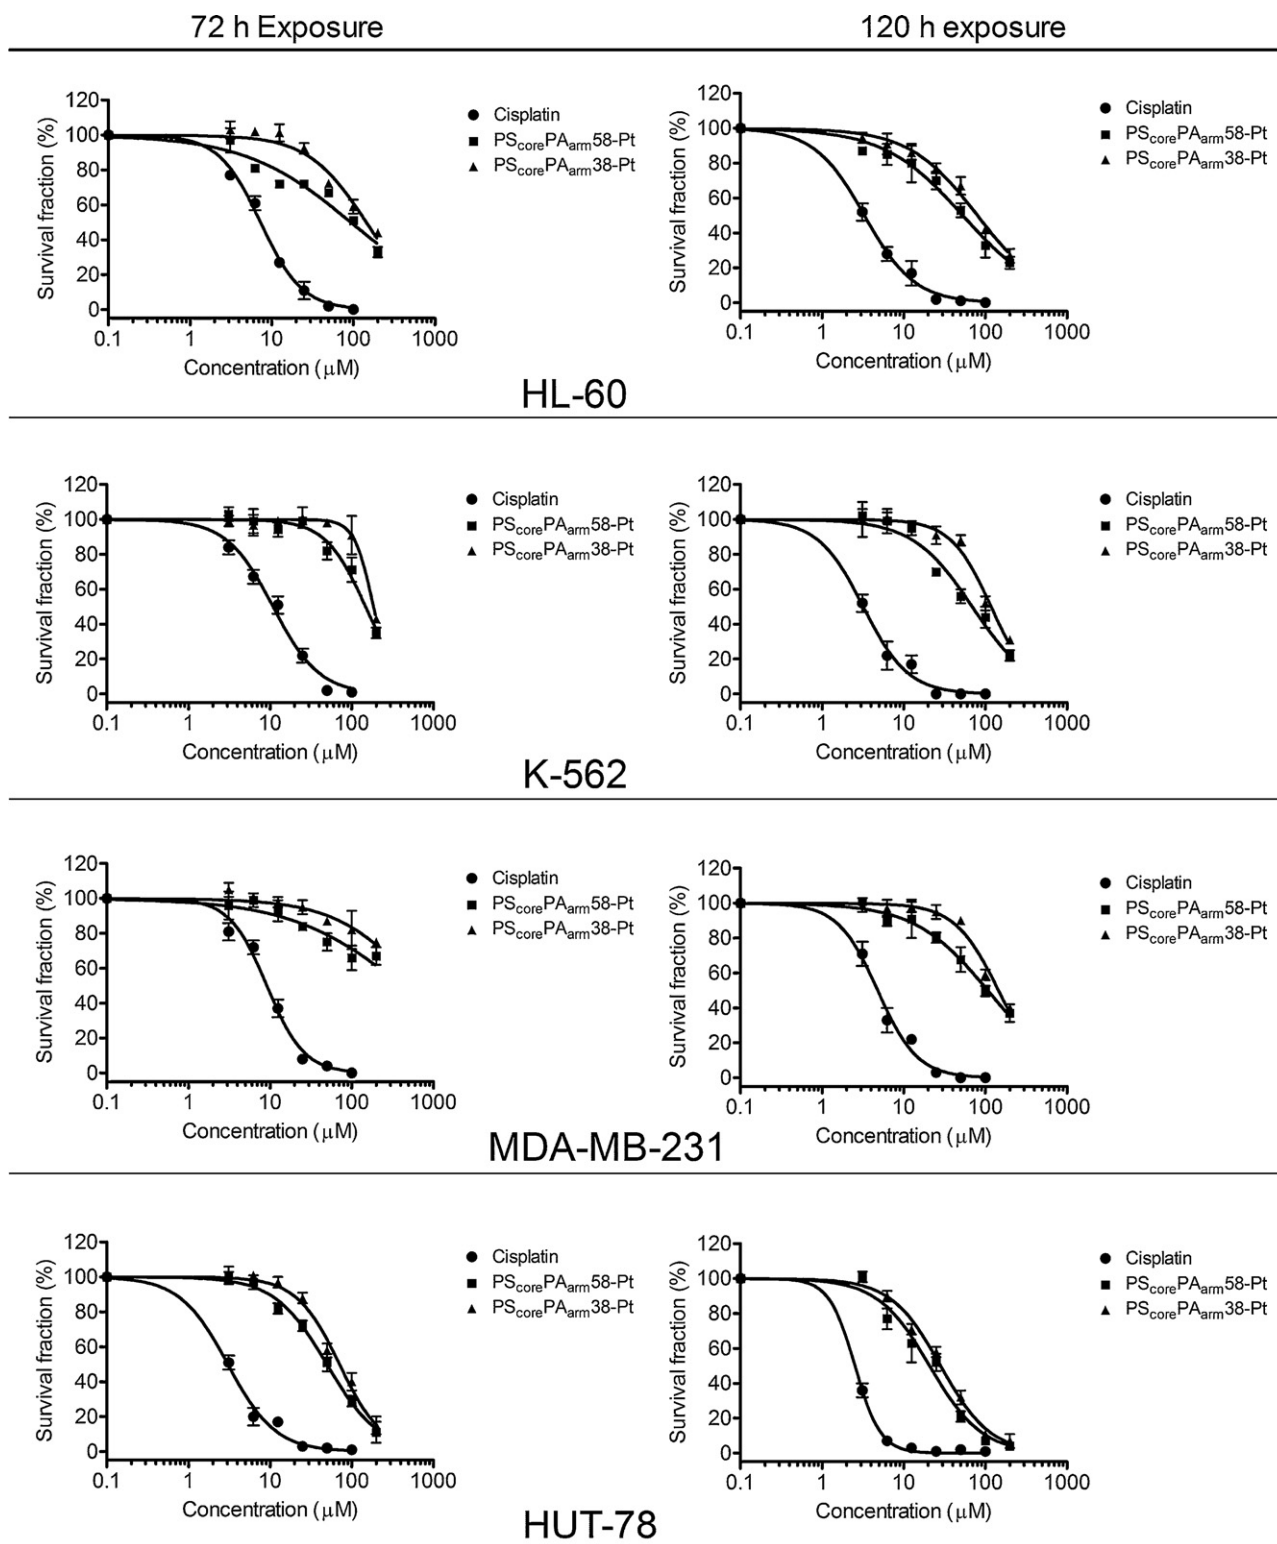 72 h Exposure
120 h exposure
120
100
80
60
40
20
0
Survival fraction (%)
0.1 1 10 100 1000
Concentration (μM)
Cisplatin
PScorePAarm58-Pt
PScorePAarm38-Pt
120
100
80
60
40
20
0
Survival fraction (%)
0.1 1 10 100 1000
Concentration (μM)
Cisplatin
PScorePAarm58-Pt
PScorePAarm38-Pt
HL-60
120
100
80
60
40
20
0
Survival fraction (%)
0.1 1 10 100 1000
Concentration (μM)
Cisplatin
PScorePAarm58-Pt
PScorePAarm38-Pt
120
100
80
60
40
20
0
Survival fraction (%)
0.1 1 10 100 1000
Concentration (μM)
Cisplatin
PScorePAarm58-Pt
PScorePAarm38-Pt
K-562
120
100
80
60
40
20
0
Survival fraction (%)
0.1 1 10 100 1000
Concentration (μM)
Cisplatin
PScorePAarm58-Pt
PScorePAarm38-Pt
120
100
80
60
40
20
0
Survival fraction (%)
0.1 1 10 100 1000
Concentration (μM)
Cisplatin
PScorePAarm58-Pt
PScorePAarm38-Pt
MDA-MB-231
120
100
80
60
40
20
0
Survival fraction (%)
0.1 1 10 100 1000
Concentration (μM)
Cisplatin
PScorePAarm58-Pt
PScorePAarm38-Pt
120
100
80
60
40
20
0
Survival fraction (%)
0.1 1 10 100 1000
Concentration (μM)
Cisplatin
PScorePAarm58-Pt
PScorePAarm38-Pt
HUT-78